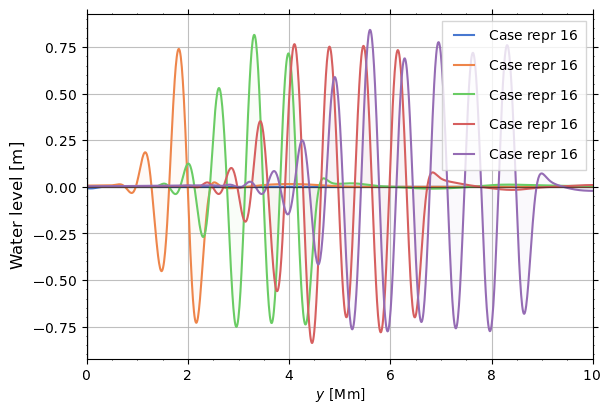 Case repr 16
Case repr 16
Case repr 16
Case repr 16
Case repr 16
Water level [m]
0.75
0.50
0.25
0.00
−0.25
−0.50
−0.75
0 2 4 6 8 10
y [Mm]